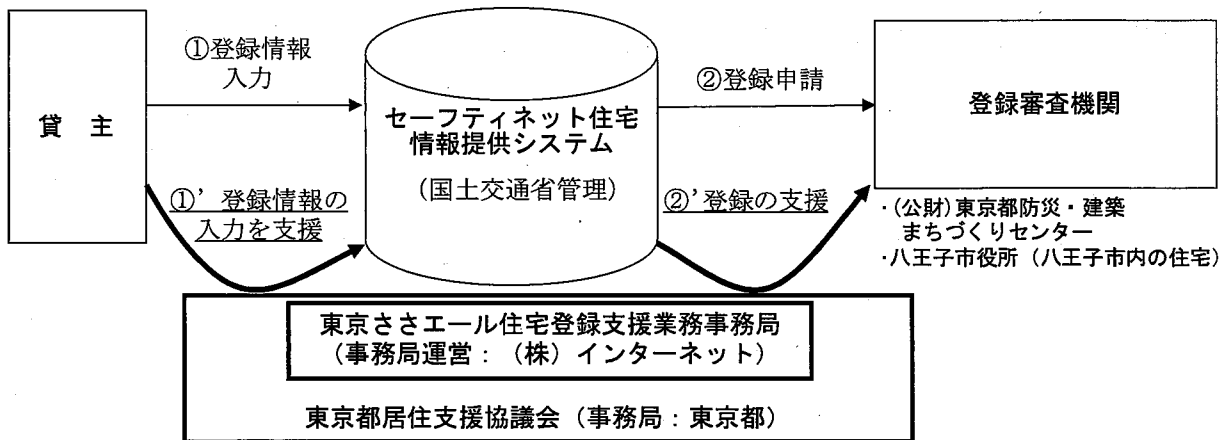 貸　主
①登録情報
入力
①’ 登録情報の
入力を支援
セーフティネット住宅
情報提供システム
（国土交通省管理）
②登録申請
②’登録の支援
登録審査機関
・(公財)東京都防災・建築
まちづくりセンター
・八王子市役所（八王子市内の住宅）
東京ささエール住宅登録支援業務事務局
（事務局運営：（株）インターネット）
東京都居住支援協議会（事務局：東京都）